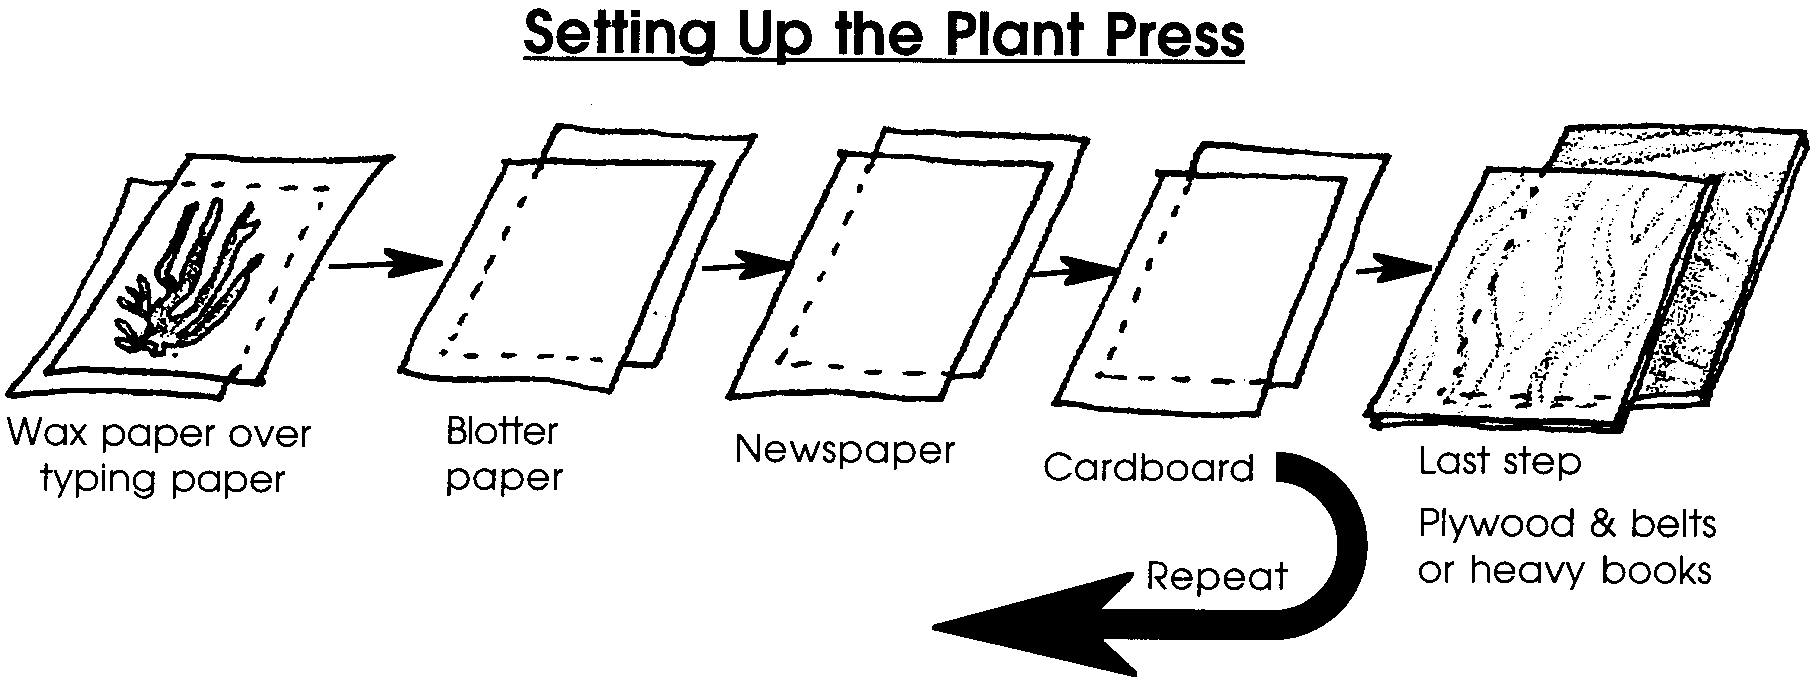 Setting Up the Plant Press
Wax paper over
typing paper
Blotter
paper
Newspaper
Cardboard
Last step
Plywood & belts
or heavy books
Repeat